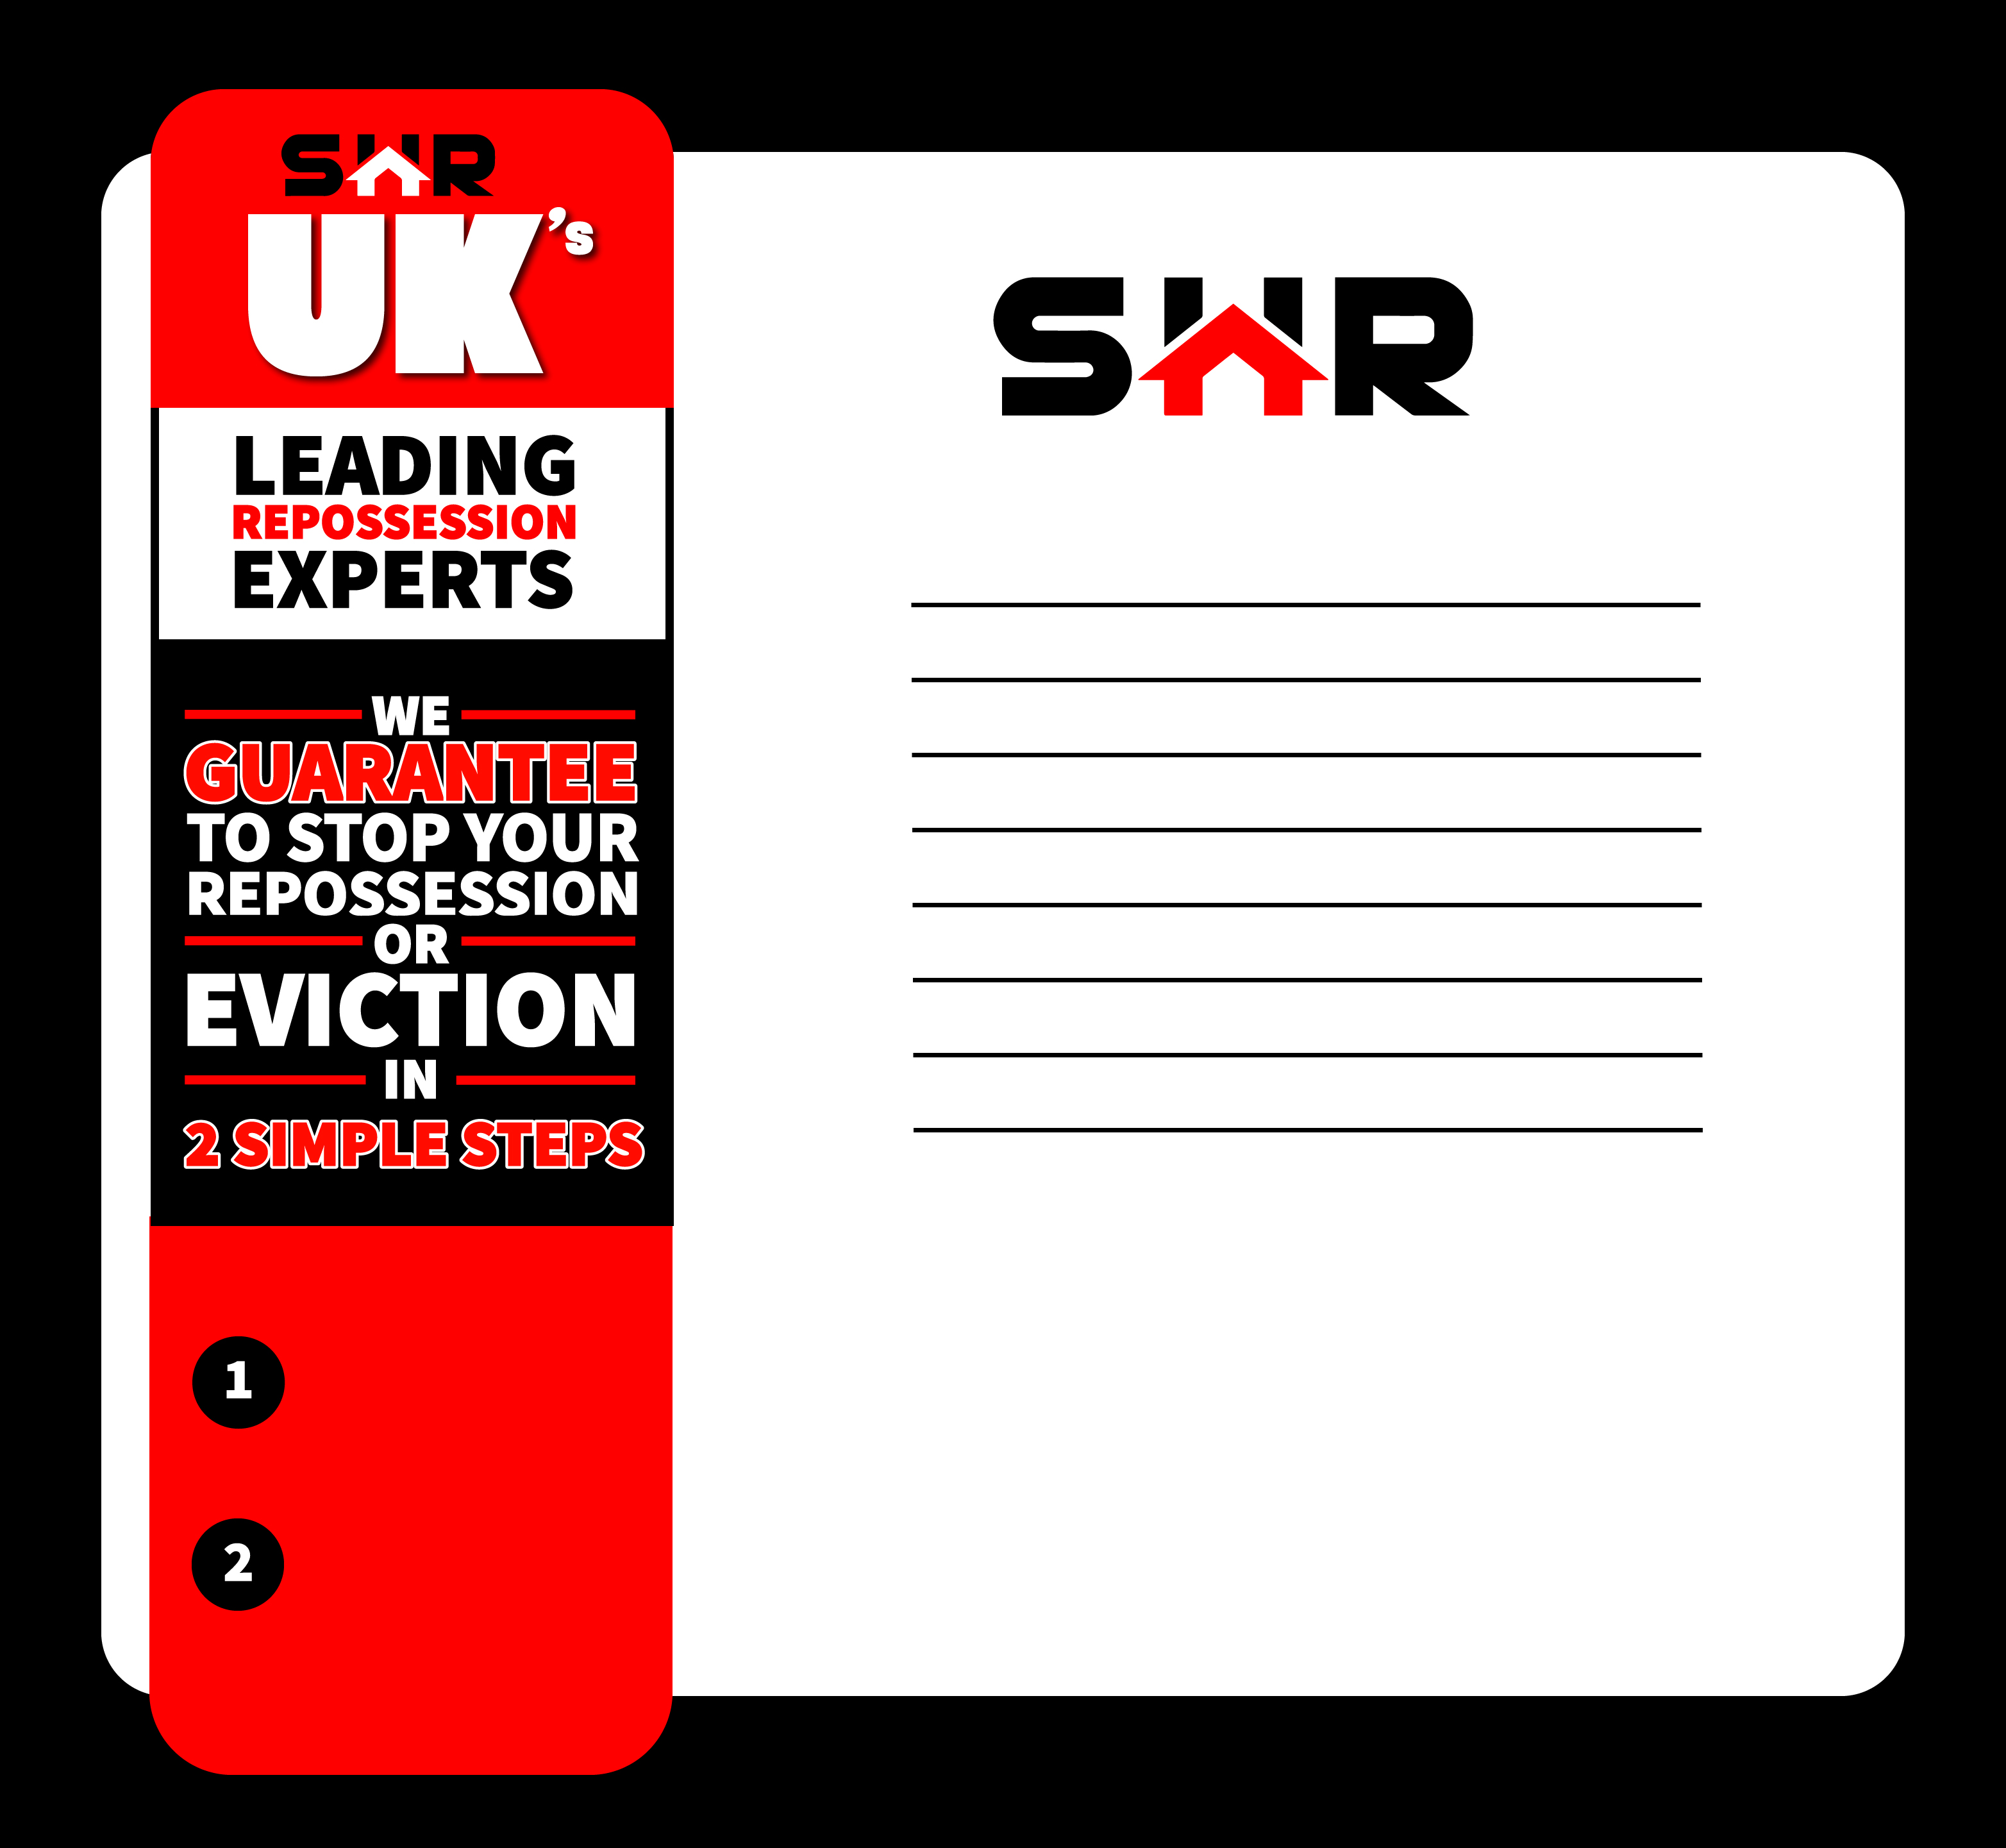 SHR
UK's
LEADING
REPOSSESSION
EXPERTS
WE
GUARANTEE
TO STOP YOUR
REPOSSESSION
OR
EVICTION
IN
2 SIMPLE STEPS
1
2
SHR